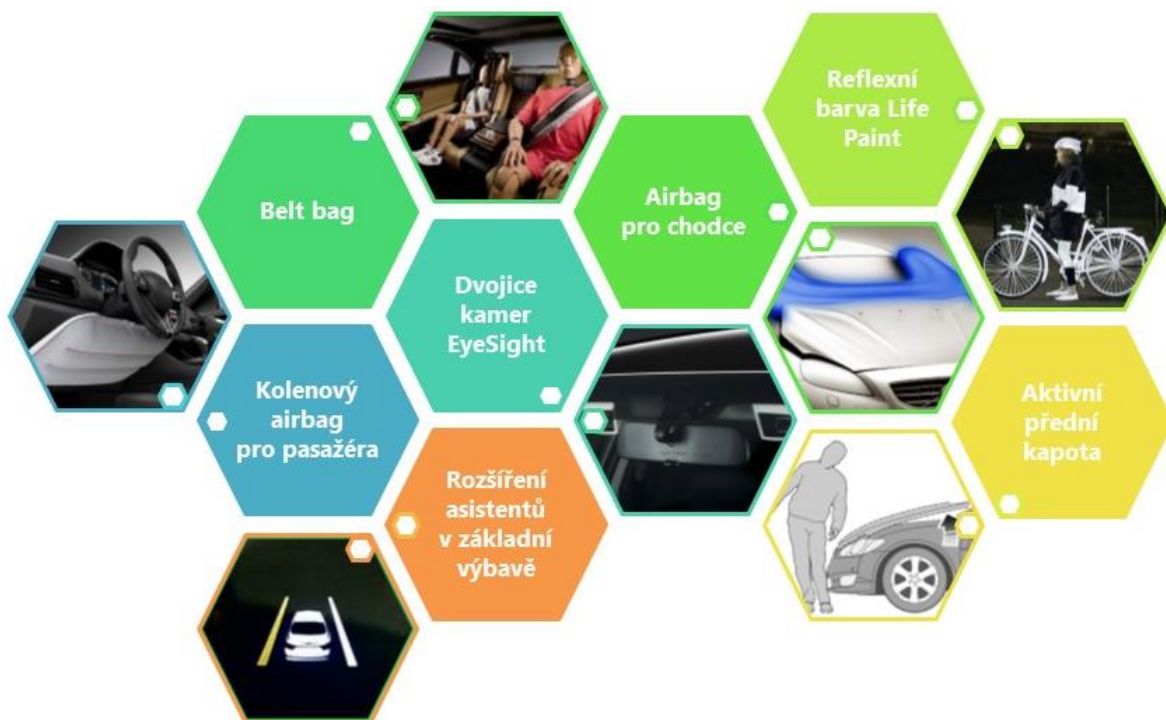 Reflexní
barva Life
Paint
Belt bag
Airbag
pro chodce
Dvojice
kamer
EyeSight
Kolenový
airbag
pro pasažéra
Aktivní
přední
kapota
Rozšíření
asistentů
v základní
výbavě